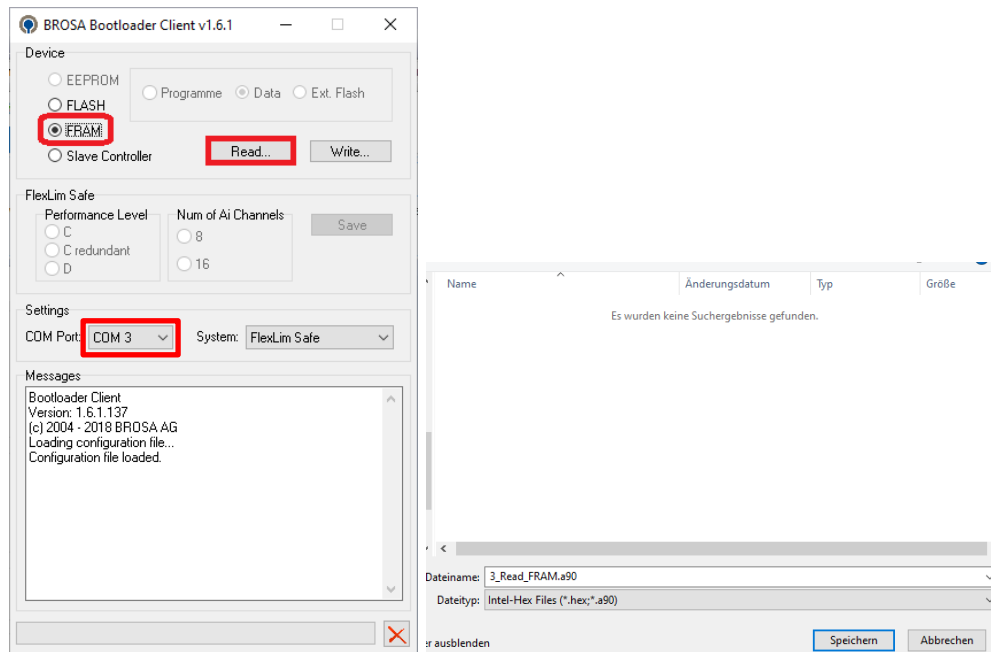 BROSA Bootloader Client v1.6.1
Device
EEPROM
FLASH
FRAM
Slave Controller
Programme
Data
Ext. Flash
Read...
Write...
FlexLim Safe
Performance Level
C
C redundant
D
Num of Ai Channels
8
16
Save
Settings
COM Port:
COM 3
System:
FlexLim Safe
Messages
Bootloader Client
Version: 1.6.1.137
(c) 2004 - 2018 BROSA AG
Loading configuration file...
Configuration file loaded.
Name
Änderungsdatum
Typ
Größe
Es wurden keine Suchergebnisse gefunden.
Dateiname:
3_Read_FRAM.a90
Dateityp:
Intel-Hex Files (*.hex;*.a90)
er ausblenden
Speichern
Abbrechen